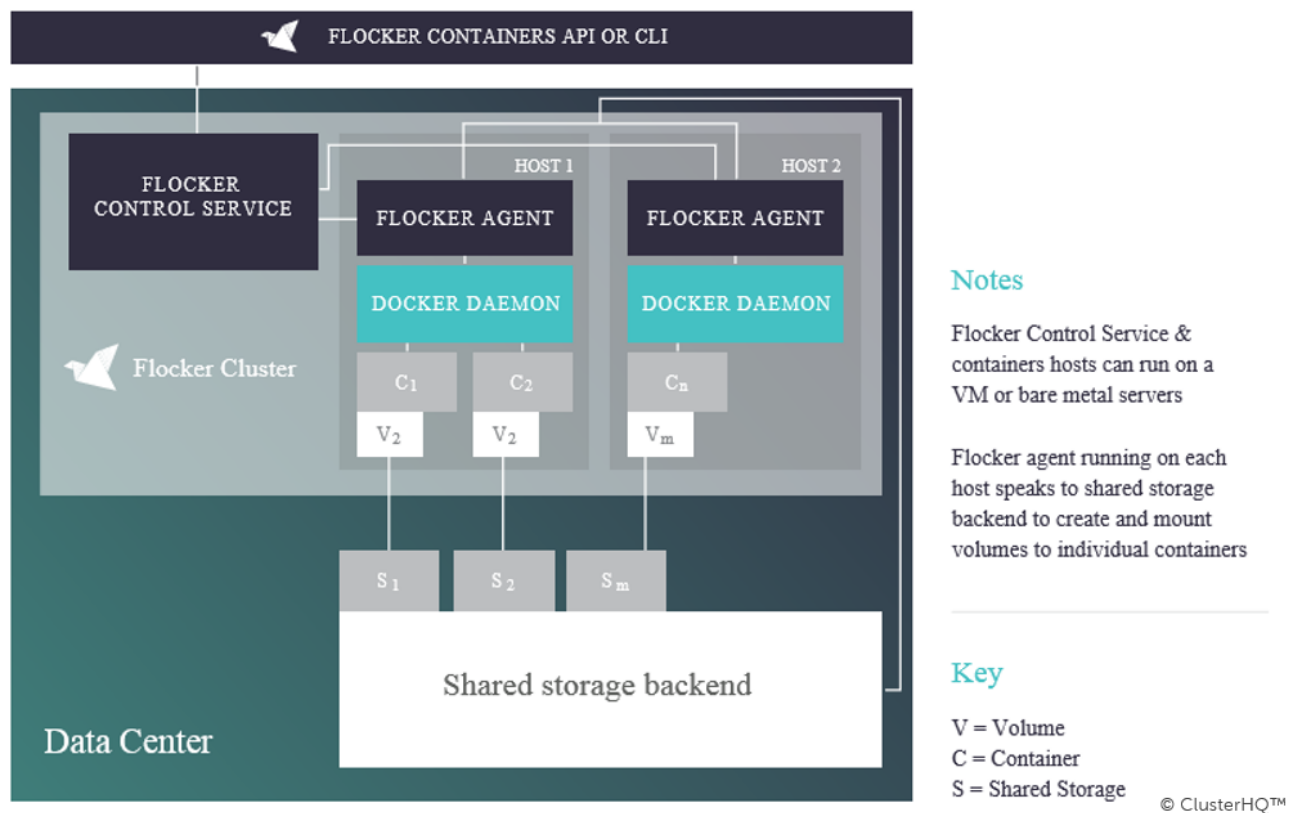 FLOCKER CONTAINERS API OR CLI
FLOCKER
CONTROL SERVICE
HOST 1
HOST 2
FLOCKER AGENT
FLOCKER AGENT
DOCKER DAEMON
DOCKER DAEMON
Flocker Cluster
C1
C2
Cn
V2
V2
Vm
S1
S2
Sm
Shared storage backend
Data Center
Notes
Flocker Control Service &
containers hosts can run on a
VM or bare metal servers
Flocker agent running on each
host speaks to shared storage
backend to create and mount
volumes to individual containers
Key
V = Volume
C = Container
S = Shared Storage
© ClusterHQ™